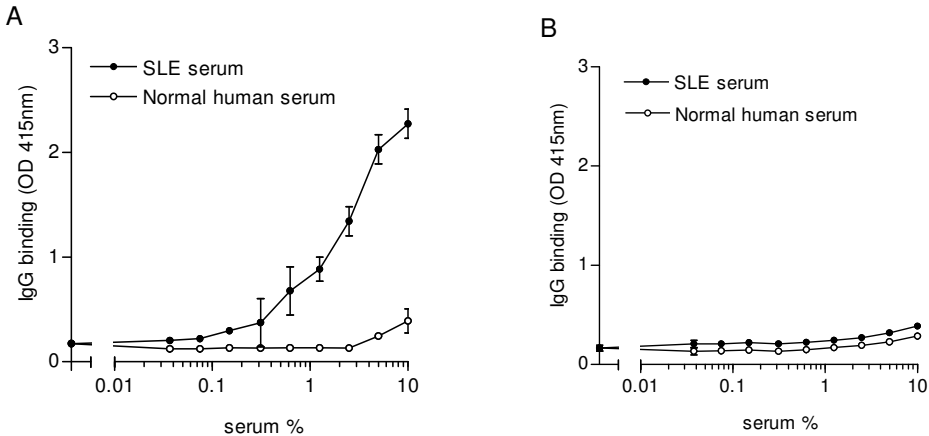 A
3
2
1
0
IgG binding (OD 415nm)
SLE serum
Normal human serum
0.01 0.1 1 10
serum %
B
3
2
1
0
IgG binding (OD 415nm)
SLE serum
Normal human serum
0.01 0.1 1 10
serum %